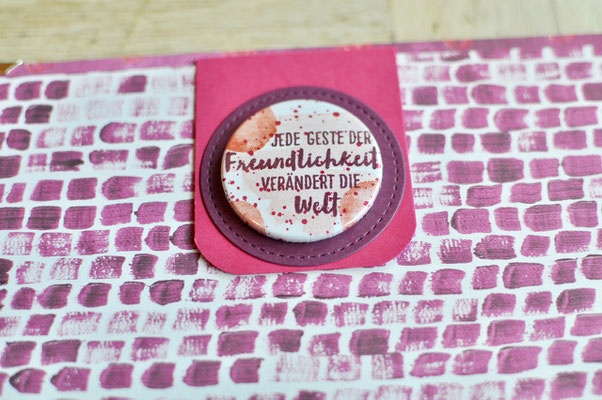 JEDE GESTE DER
Freundlichkeit
VERÄNDERT DIE
Welt